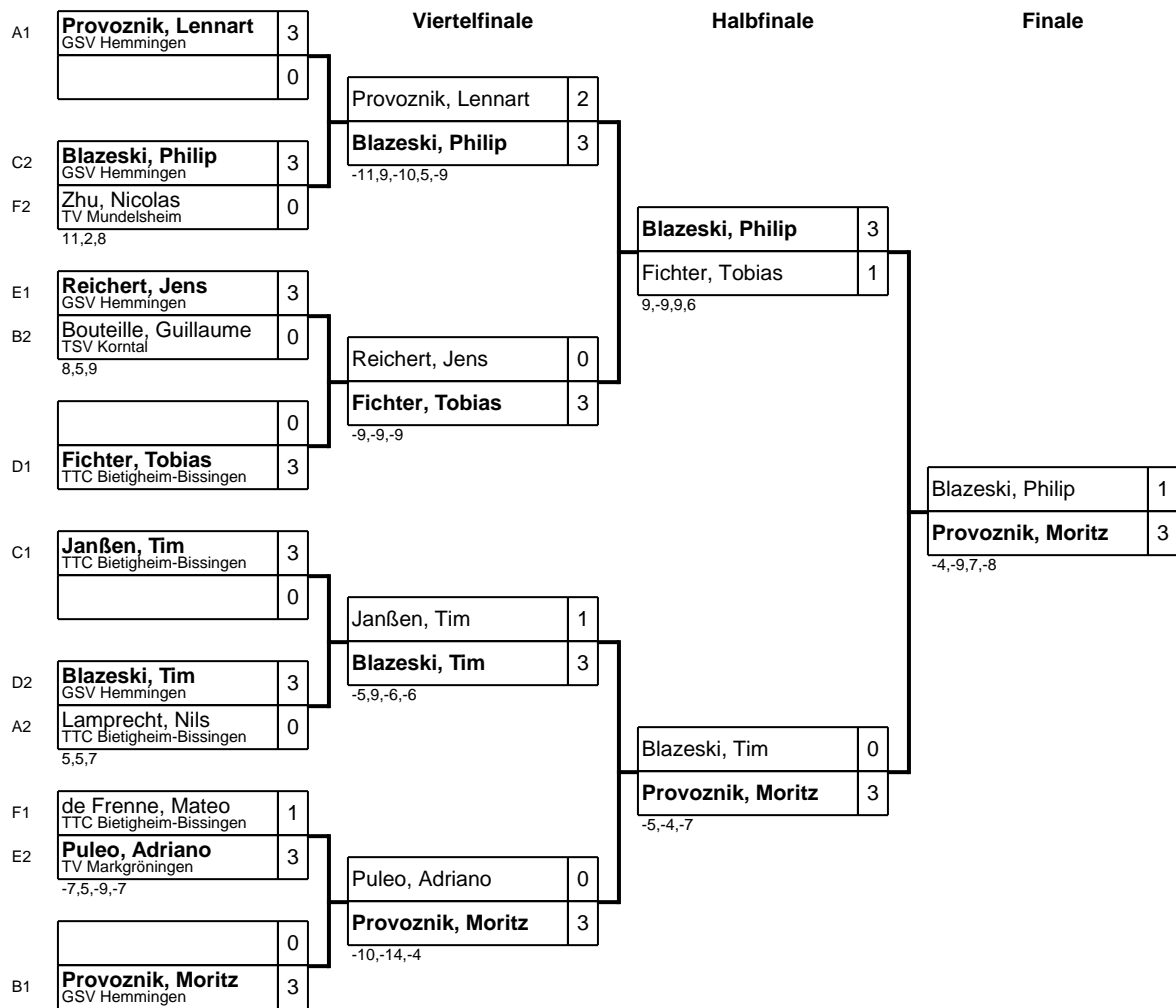 Viertelfinale
Halbfinale
Finale
A1
Provoznik, Lennart
GSV Hemmingen
3
0
C2
Blazeski, Philip
GSV Hemmingen
3
F2
Zhu, Nicolas
TV Mundelsheim
0
11,2,8
E1
Reichert, Jens
GSV Hemmingen
3
B2
Bouteille, Guillaume
TSV Korntal
0
8,5,9
0
D1
Fichter, Tobias
TTC Bietigheim-Bissingen
3
C1
Janßen, Tim
TTC Bietigheim-Bissingen
3
0
D2
Blazeski, Tim
GSV Hemmingen
3
A2
Lamprecht, Nils
TTC Bietigheim-Bissingen
0
5,5,7
F1
de Frenne, Mateo
TTC Bietigheim-Bissingen
1
E2
Puleo, Adriano
TV Markgröningen
3
-7,5,-9,-7
0
B1
Provoznik, Moritz
GSV Hemmingen
3
Provoznik, Lennart 2
Blazeski, Philip 3
-11,9,-10,5,-9
Reichert, Jens 0
Fichter, Tobias 3
-9,-9,-9
Janßen, Tim 1
Blazeski, Tim 3
-5,9,-6,-6
Puleo, Adriano 0
Provoznik, Moritz 3
-10,-14,-4
Blazeski, Philip 3
Fichter, Tobias 1
9,-9,9,6
Blazeski, Tim 0
Provoznik, Moritz 3
-5,-4,-7
Blazeski, Philip 1
Provoznik, Moritz 3
-4,-9,7,-8